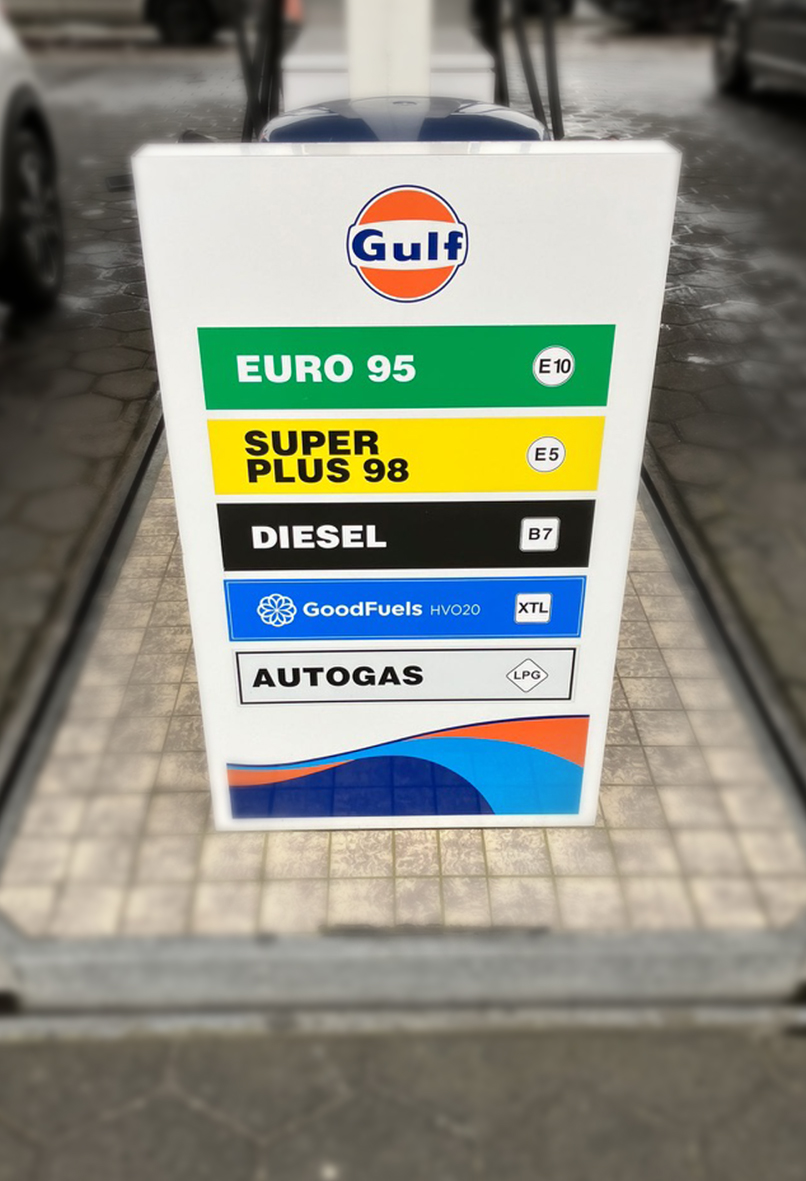 Gulf
EURO 95 E10
SUPER
PLUS 98 E5
DIESEL B7
GoodFuels HVO20 XTL
AUTOGAS LPG